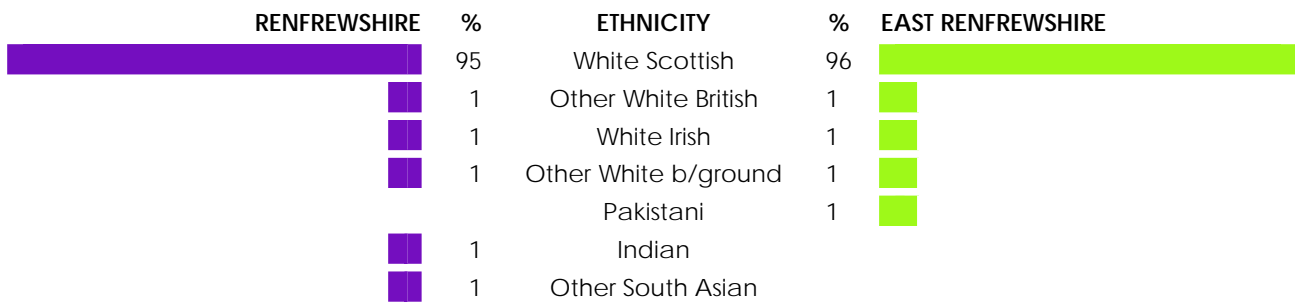 RENFREWSHIRE % ETHNICITY % EAST RENFREWSHIRE
95 White Scottish 96
1 Other White British 1
1 White Irish 1
1 Other White b/ground 1
Pakistani 1
1 Indian
1 Other South Asian